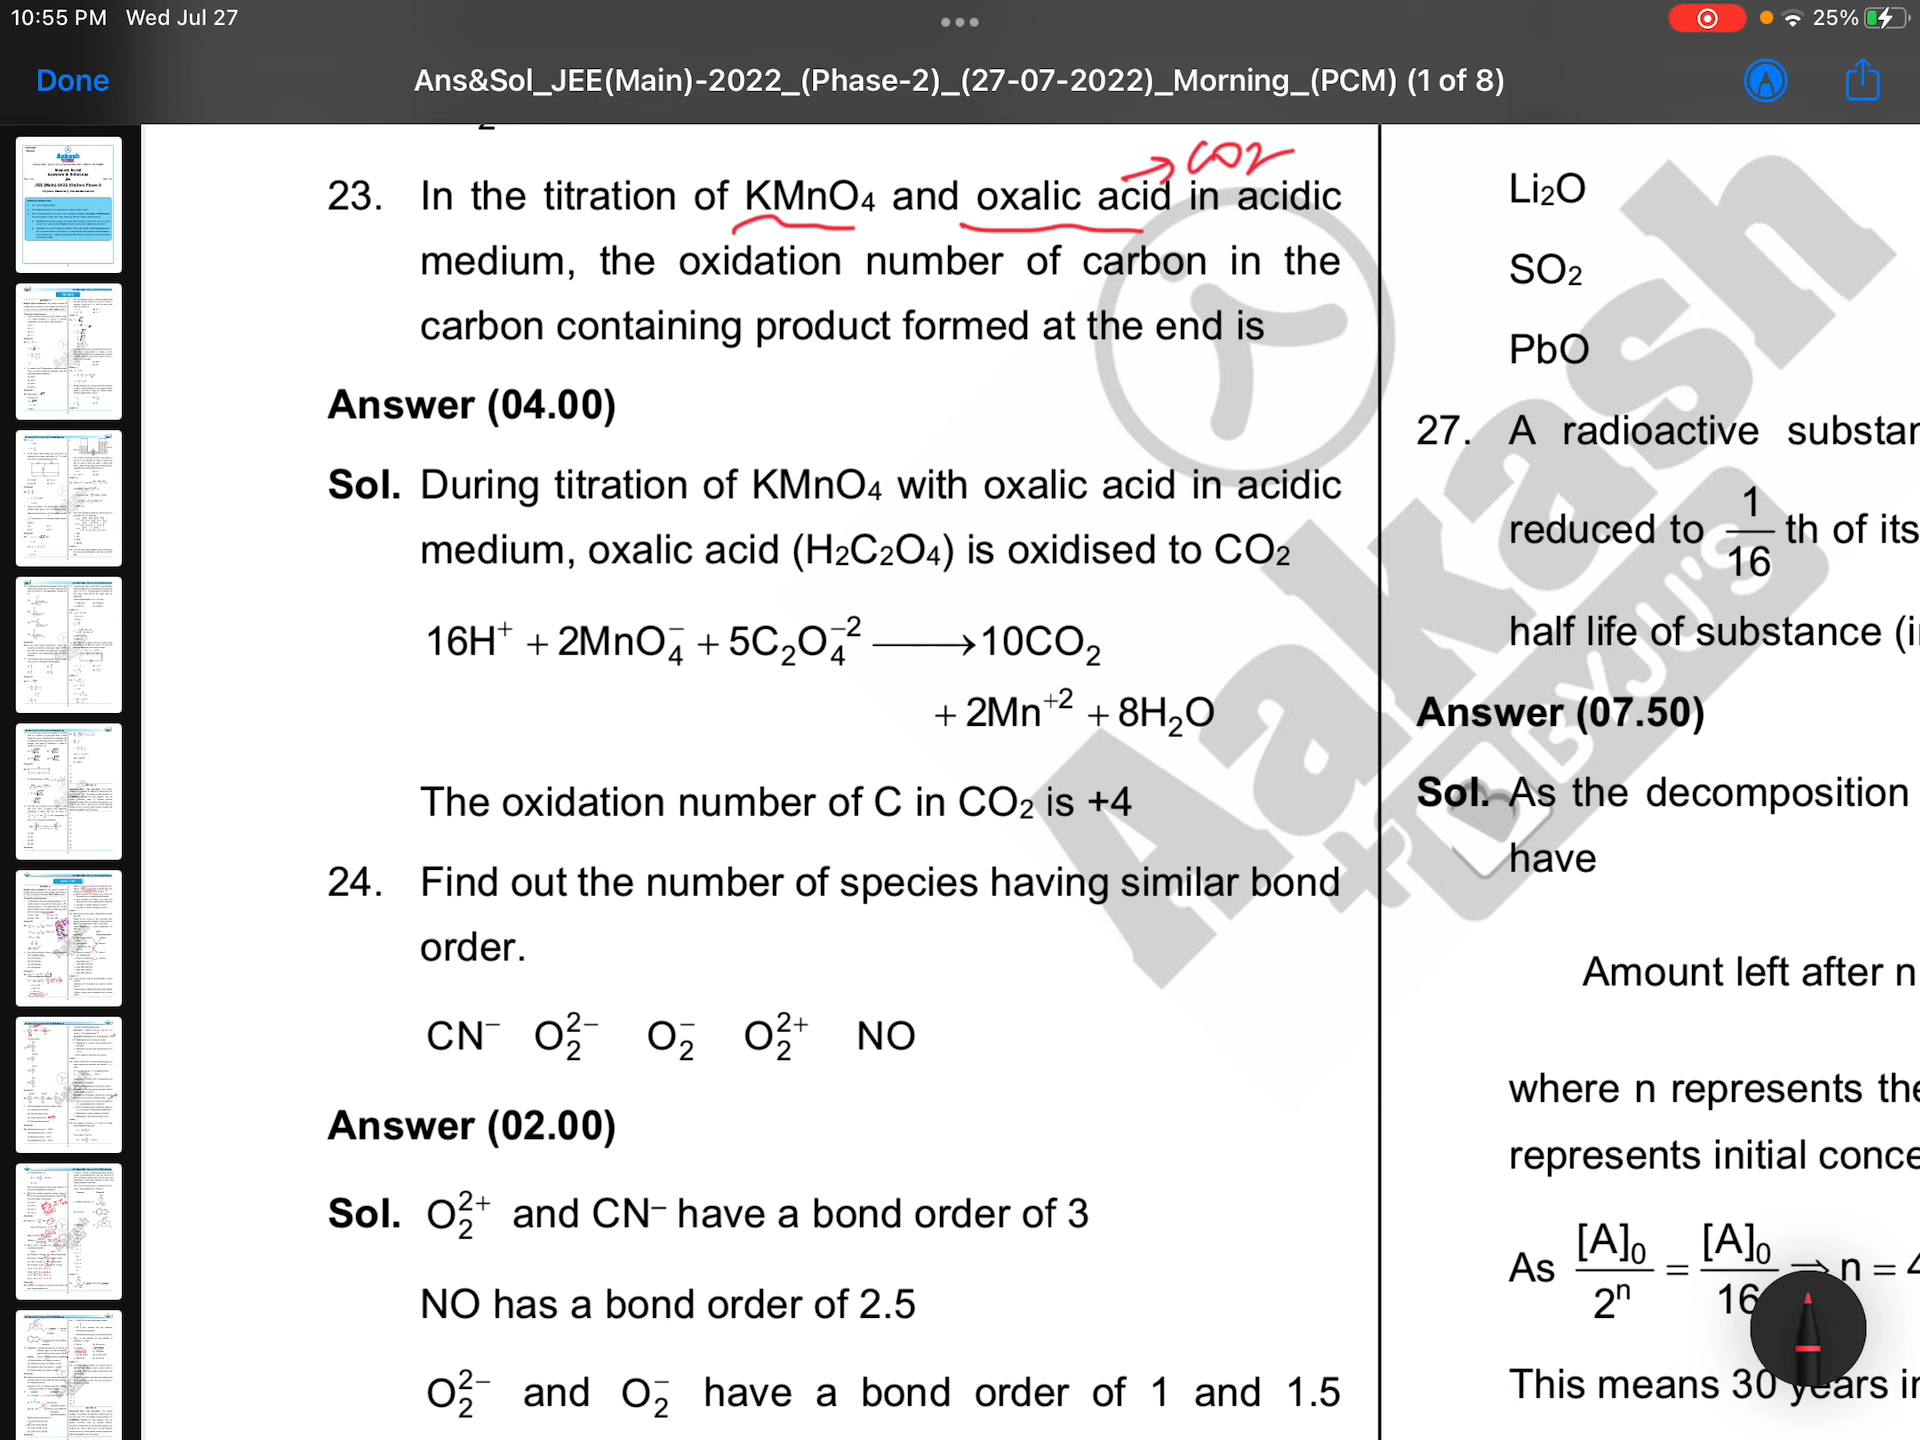 10:55 PM Wed Jul 27
25%
Done
Ans&Sol_JEE(Main)-2022_(Phase-2)_(27-07-2022)_Morning_(PCM) (1 of 8)
→ CO2
23. In the titration of KMnO4 and oxalic acid in acidic
medium, the oxidation number of carbon in the
carbon containing product formed at the end is
Answer (04.00)
Sol. During titration of KMnO4 with oxalic acid in acidic
medium, oxalic acid (H2C2O4) is oxidised to CO2
16H⁺ + 2MnO₄⁻ + 5C₂O₄⁻² ⟶ 10CO₂
+ 2Mn⁺² + 8H₂O
The oxidation number of C in CO2 is +4
24. Find out the number of species having similar bond
order.
CN⁻ O₂²⁻ O₂⁻ O₂²⁺ NO
Answer (02.00)
Sol. O₂²⁺ and CN⁻ have a bond order of 3
NO has a bond order of 2.5
O₂²⁻ and O₂⁻ have a bond order of 1 and 1.5
Li2O
SO2
PbO
27. A radioactive substan
reduced to 1/16 th of its
half life of substance (i
Answer (07.50)
Sol. As the decomposition
have
Amount left after n
where n represents the
represents initial conce
As [A]₀/2ⁿ = [A]₀/16 ⇒ n = 4
This means 30 years in
Aakash
+ BYJU'S